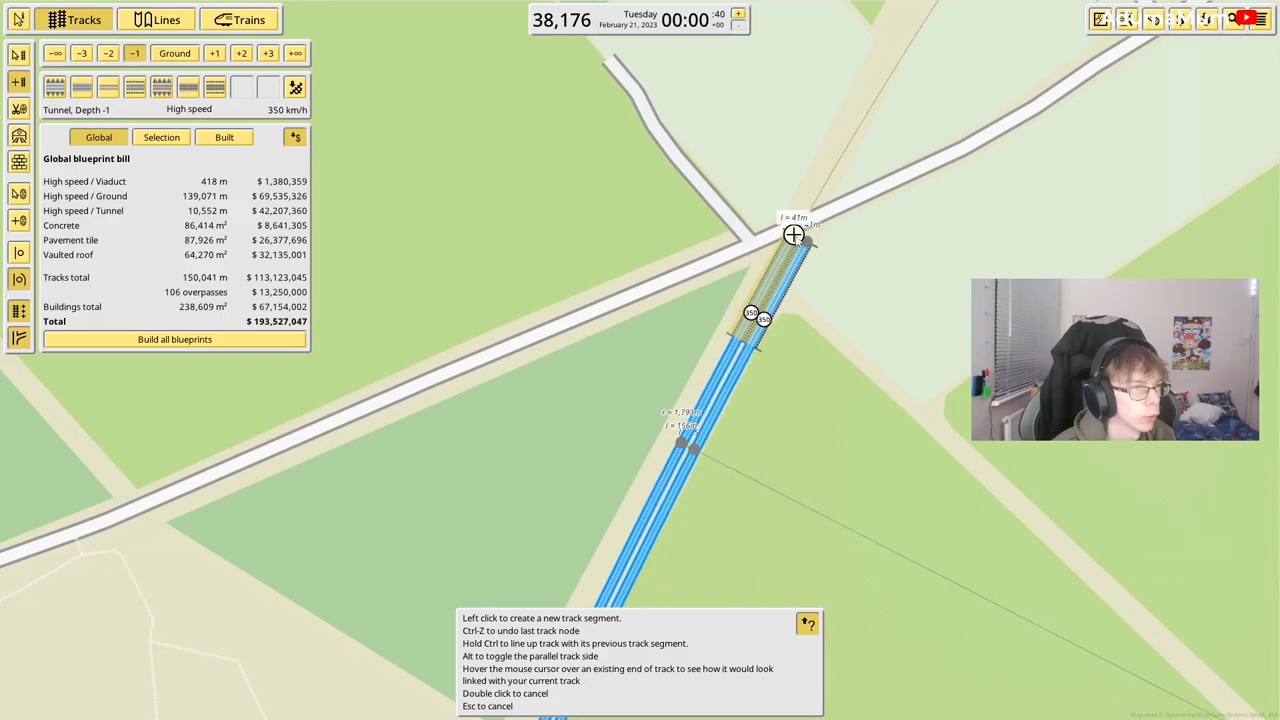 Tracks
Lines
Trains
38,176
Tuesday
February 21, 2023
00:00
:40
+00
+
-
-∞
-3
-2
-1
Ground
+1
+2
+3
+∞
Tunnel, Depth -1
High speed
350 km/h
Global
Selection
Built
$
Global blueprint bill
High speed / Viaduct 418 m $ 1,380,359
High speed / Ground 139,071 m $ 69,535,326
High speed / Tunnel 10,552 m $ 42,207,360
Concrete 86,414 m² $ 8,641,305
Pavement tile 87,926 m² $ 26,377,696
Vaulted roof 64,270 m² $ 32,135,001
Tracks total 150,041 m $ 113,123,045
106 overpasses $ 13,250,000
Buildings total 238,609 m² $ 67,154,002
Total $ 193,527,047
Build all blueprints
l = 41m
350
350
l = 156m
Left click to create a new track segment.
Ctrl-Z to undo last track node
Hold Ctrl to line up track with its previous track segment.
Alt to toggle the parallel track side
Hover the mouse cursor over an existing end of track to see how it would look
linked with your current track
Double click to cancel
Esc to cancel
?